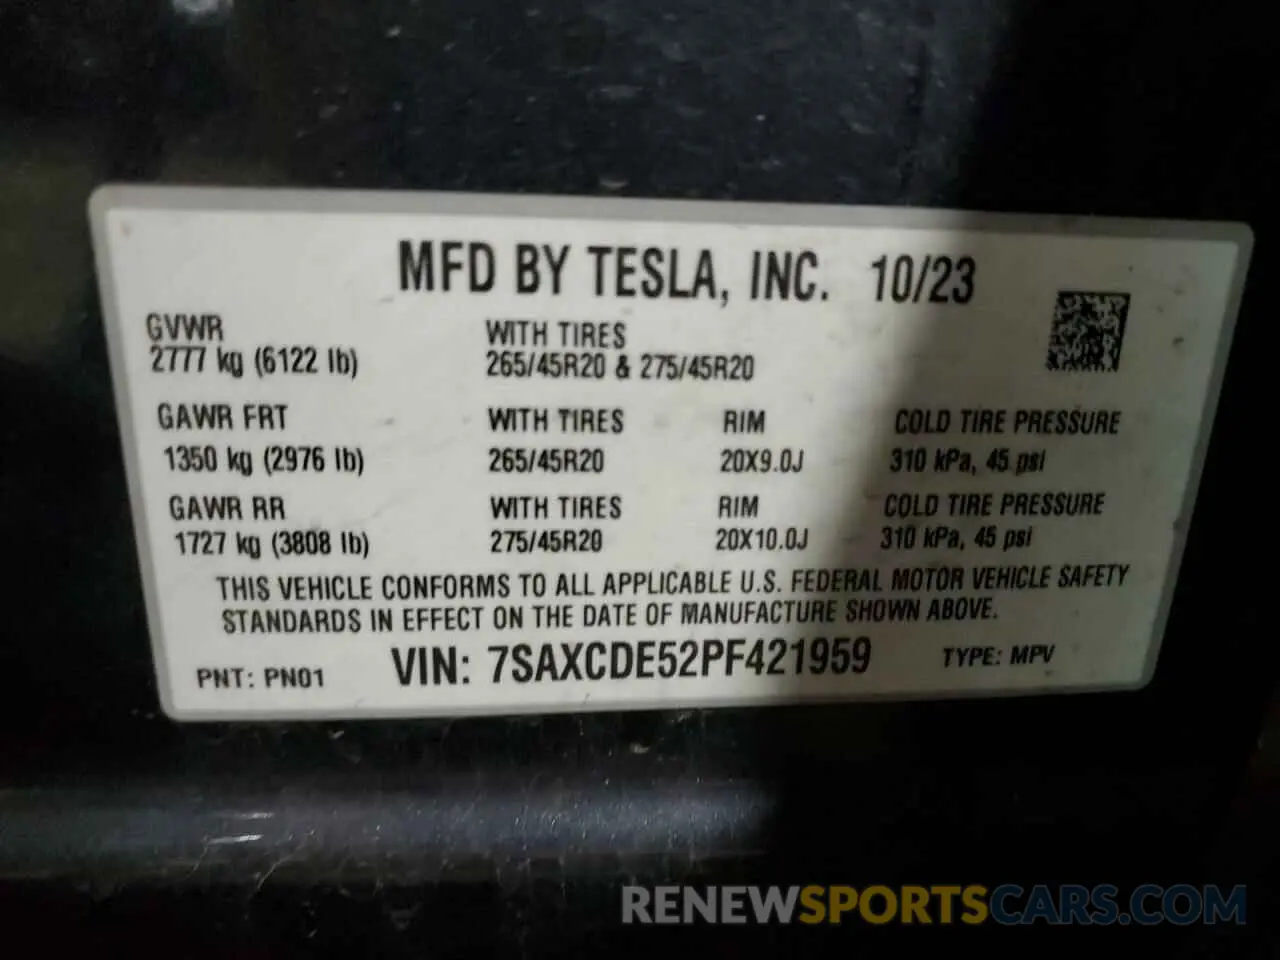 MFD BY TESLA, INC. 10/23
GVWR WITH TIRES
2777 kg (6122 lb) 265/45R20 & 275/45R20
GAWR FRT WITH TIRES RIM COLD TIRE PRESSURE
1350 kg (2976 lb) 265/45R20 20X9.0J 310 kPa, 45 psi
GAWR RR WITH TIRES RIM COLD TIRE PRESSURE
1727 kg (3808 lb) 275/45R20 20X10.0J 310 kPa, 45 psi
THIS VEHICLE CONFORMS TO ALL APPLICABLE U.S. FEDERAL MOTOR VEHICLE SAFETY
STANDARDS IN EFFECT ON THE DATE OF MANUFACTURE SHOWN ABOVE.
PNT: PN01 VIN: 7SAXCDE52PF421959 TYPE: MPV
RENEWSPORTSCARS.COM